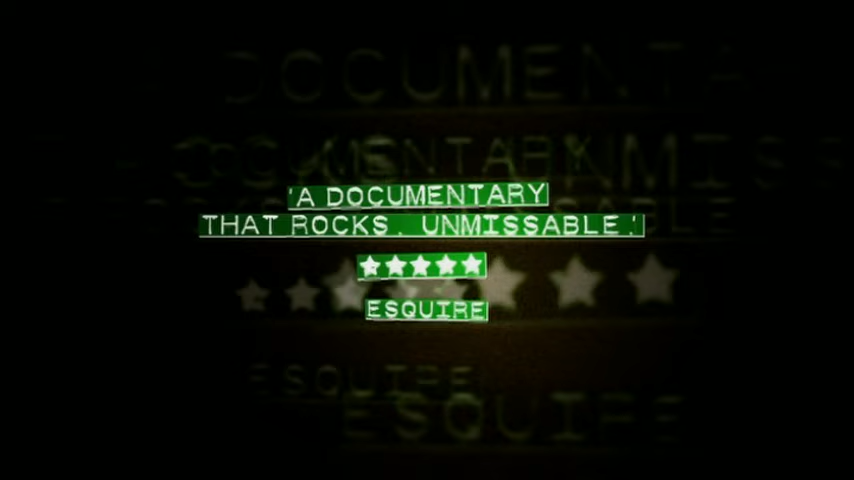 'A DOCUMENTARY
THAT ROCKS. UNMISSABLE.'
★★★★★
ESQUIRE